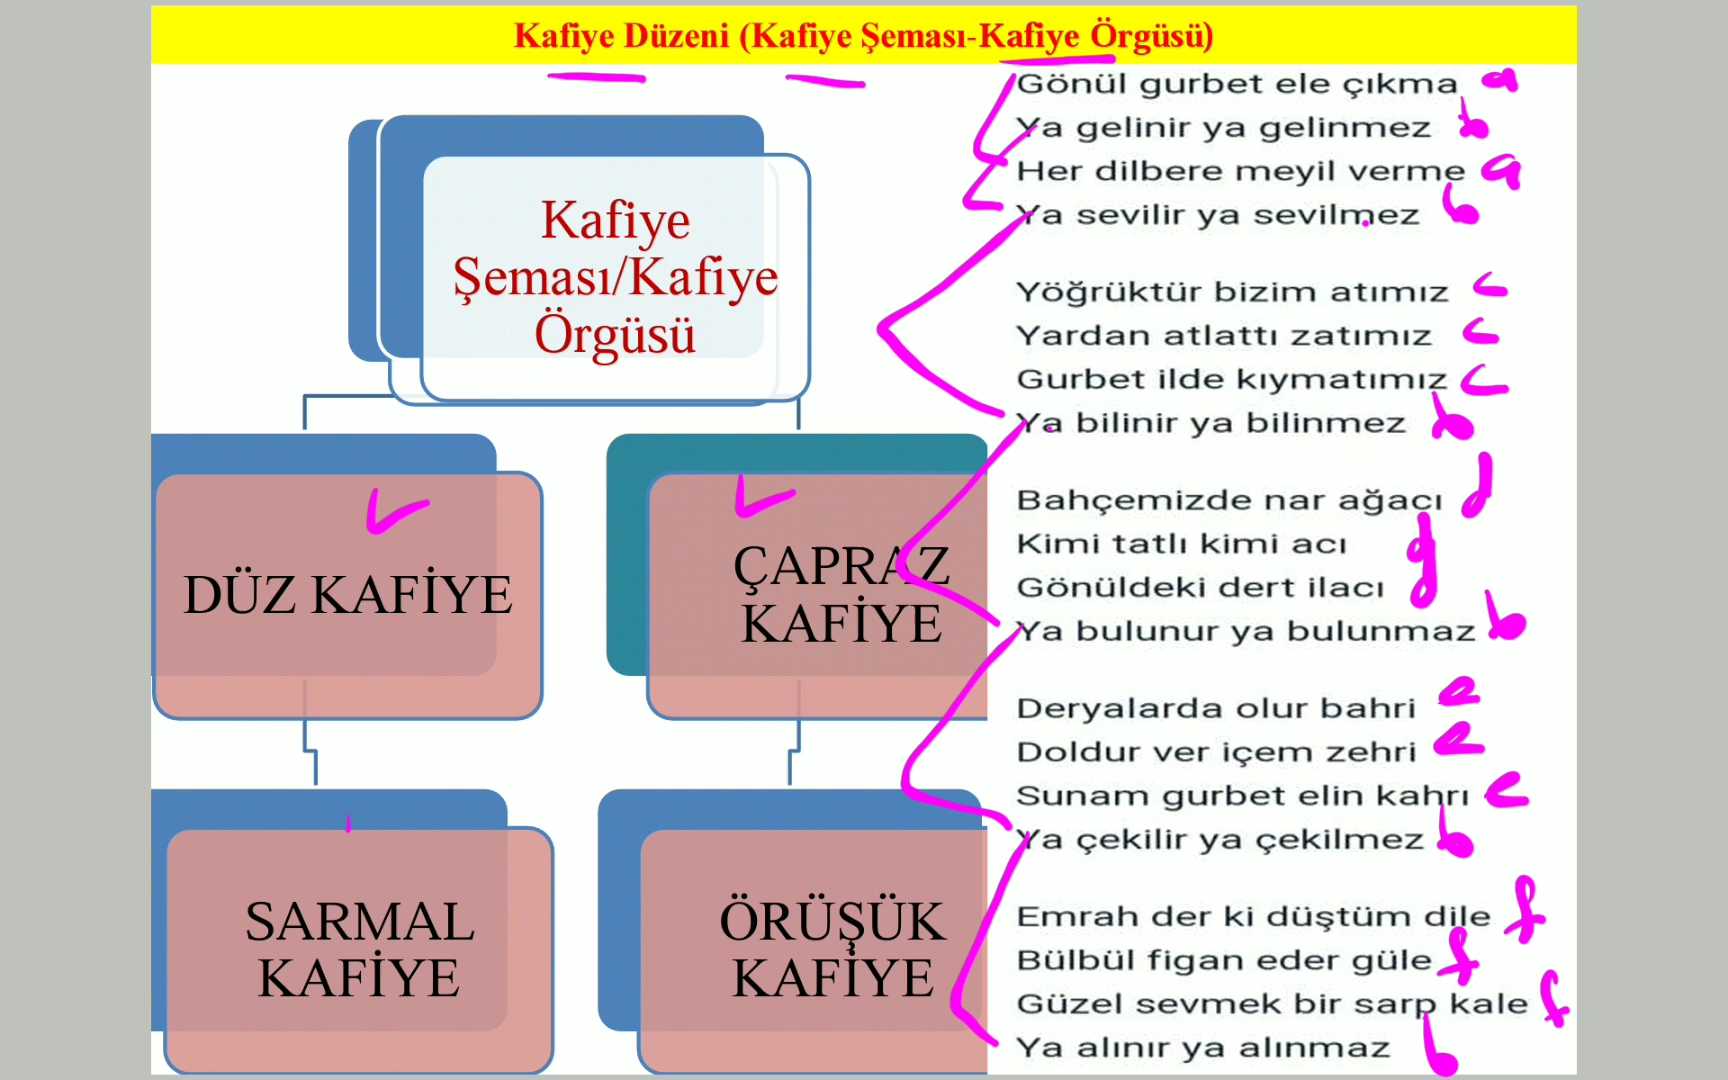 Kafiye Düzeni (Kafiye Şeması-Kafiye Örgüsü)
Kafiye
Şeması/Kafiye
Örgüsü
DÜZ KAFİYE
ÇAPRAZ
KAFİYE
SARMAL
KAFİYE
ÖRÜŞÜK
KAFİYE
Gönül gurbet ele çıkma a
Ya gelinir ya gelinmez b
Her dilbere meyil verme a
Ya sevilir ya sevilmez b
Yöğrüktür bizim atımız c
Yardan atlattı zatımız c
Gurbet ilde kıymatımız c
Ya bilinir ya bilinmez b
Bahçemizde nar ağacı d
Kimi tatlı kimi acı d
Gönüldeki dert ilacı d
Ya bulunur ya bulunmaz b
Deryalarda olur bahri e
Doldur ver içem zehri e
Sunam gurbet elin kahrı e
Ya çekilir ya çekilmez b
Emrah der ki düştüm dile f
Bülbül figan eder güle f
Güzel sevmek bir sarp kale f
Ya alınır ya alınmaz b